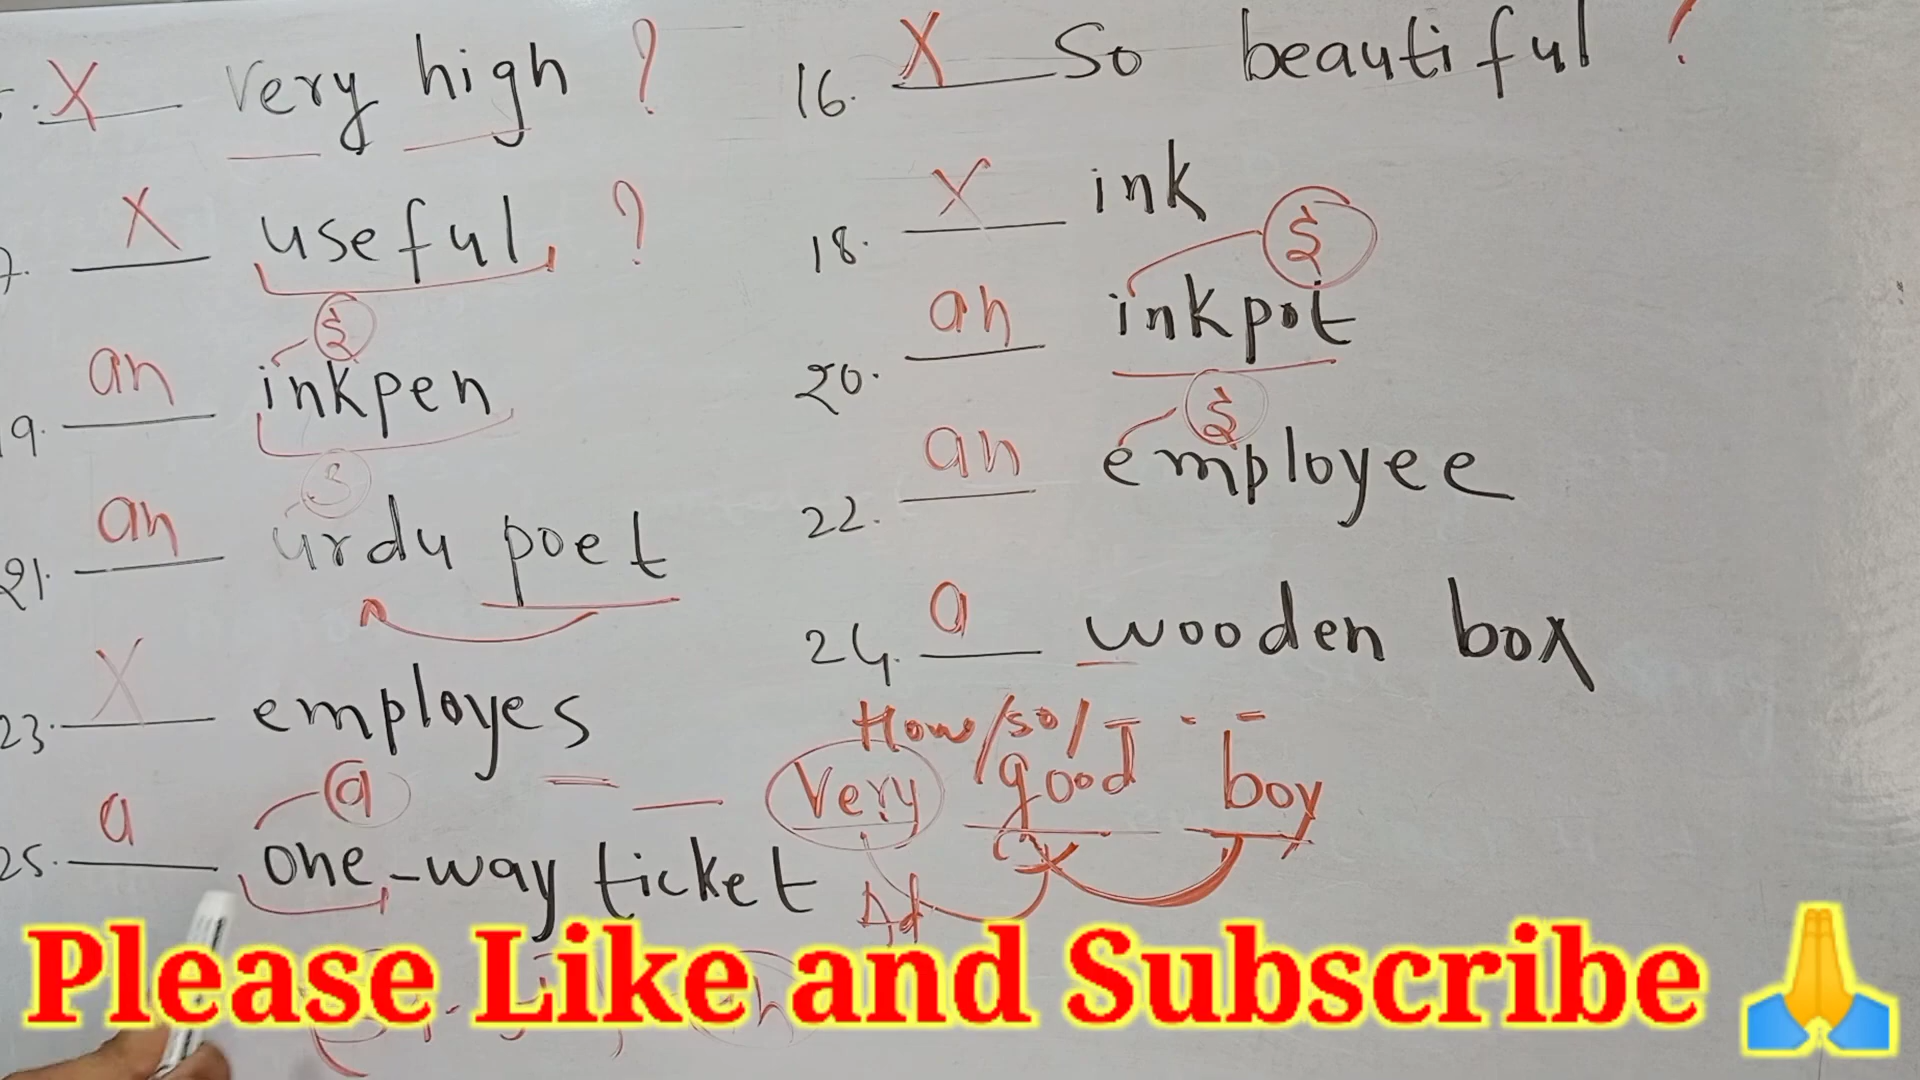 X very high ?
16. X So beautiful ?
X useful, ?
18. X ink
इ
19. an inkpen
इ
20. an inkpot
इ
21. an urdu poet
उ
22. an employee
23. X employes
24. a wooden box
How/so/
Very good boy
a
25. a one-way ticket
Ad
Please Like and Subscribe 🙏